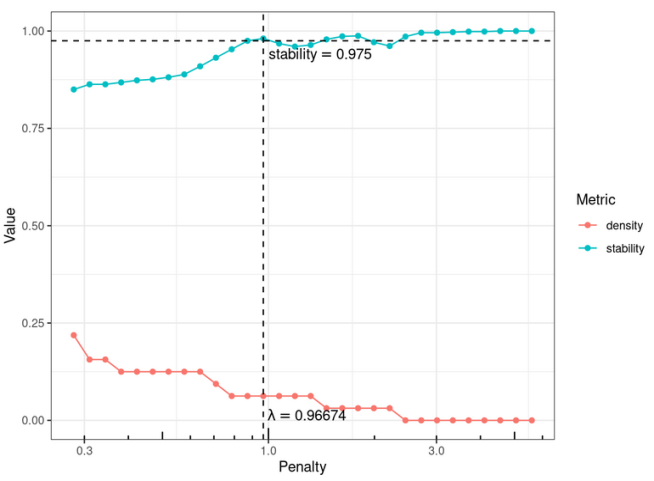 1.00
stability = 0.975
0.75
Value
0.50
0.25
0.00
λ = 0.96674
0.3
1.0
3.0
Penalty
Metric
density
stability